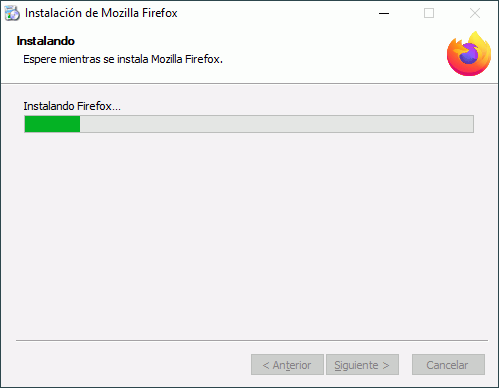 Instalación de Mozilla Firefox
Instalando
Espere mientras se instala Mozilla Firefox.
Instalando Firefox...
< Anterior
Siguiente >
Cancelar